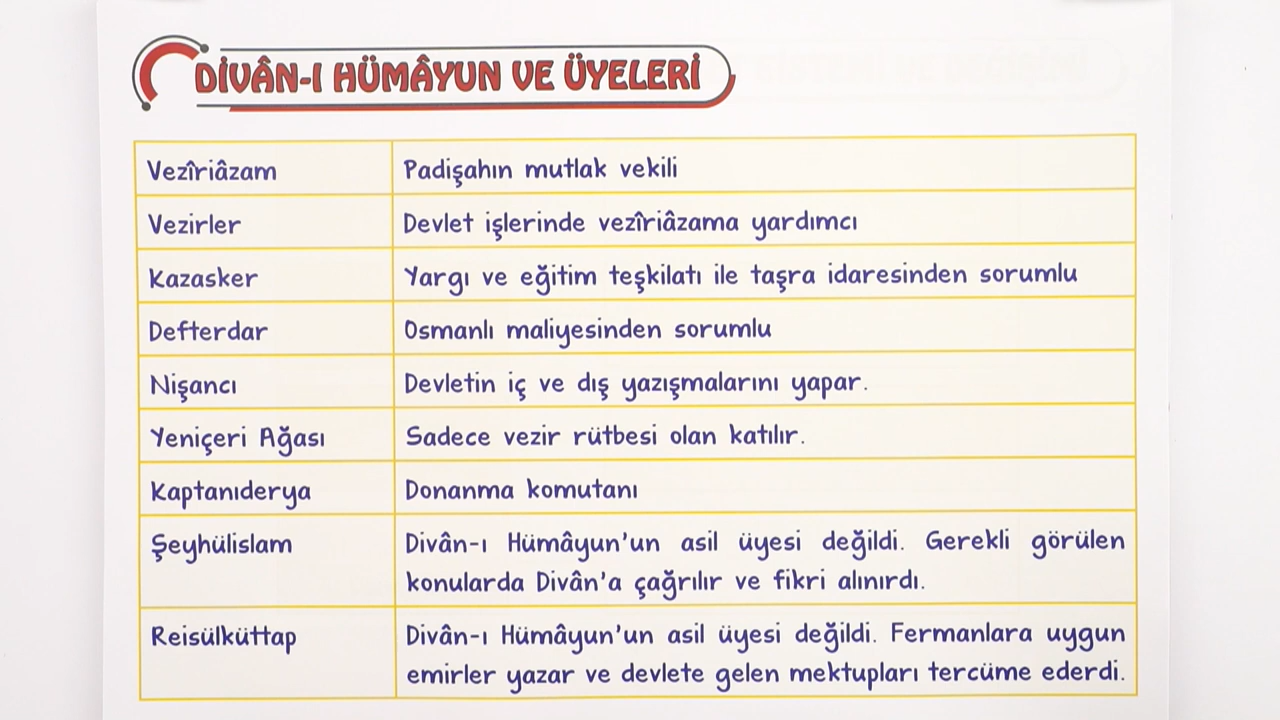 DİVÂN-I HÜMÂYUN VE ÜYELERİ
Vezîriâzam
Padişahın mutlak vekili
Vezirler
Devlet işlerinde vezîriâzama yardımcı
Kazasker
Yargı ve eğitim teşkilatı ile taşra idaresinden sorumlu
Defterdar
Osmanlı maliyesinden sorumlu
Nişancı
Devletin iç ve dış yazışmalarını yapar.
Yeniçeri Ağası
Sadece vezir rütbesi olan katılır.
Kaptanıderya
Donanma komutanı
Şeyhülislam
Divân-ı Hümâyun'un asil üyesi değildi. Gerekli görülen
konularda Divân'a çağrılır ve fikri alınırdı.
Reisülküttap
Divân-ı Hümâyun'un asil üyesi değildi. Fermanlara uygun
emirler yazar ve devlete gelen mektupları tercüme ederdi.